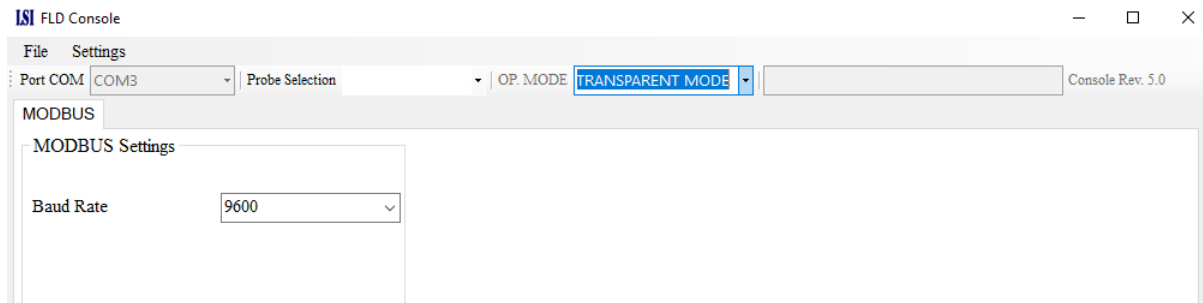 LSI FLD Console
File Settings
Port COM COM3 Probe Selection OP. MODE TRANSPARENT MODE Console Rev. 5.0
MODBUS
MODBUS Settings
Baud Rate 9600